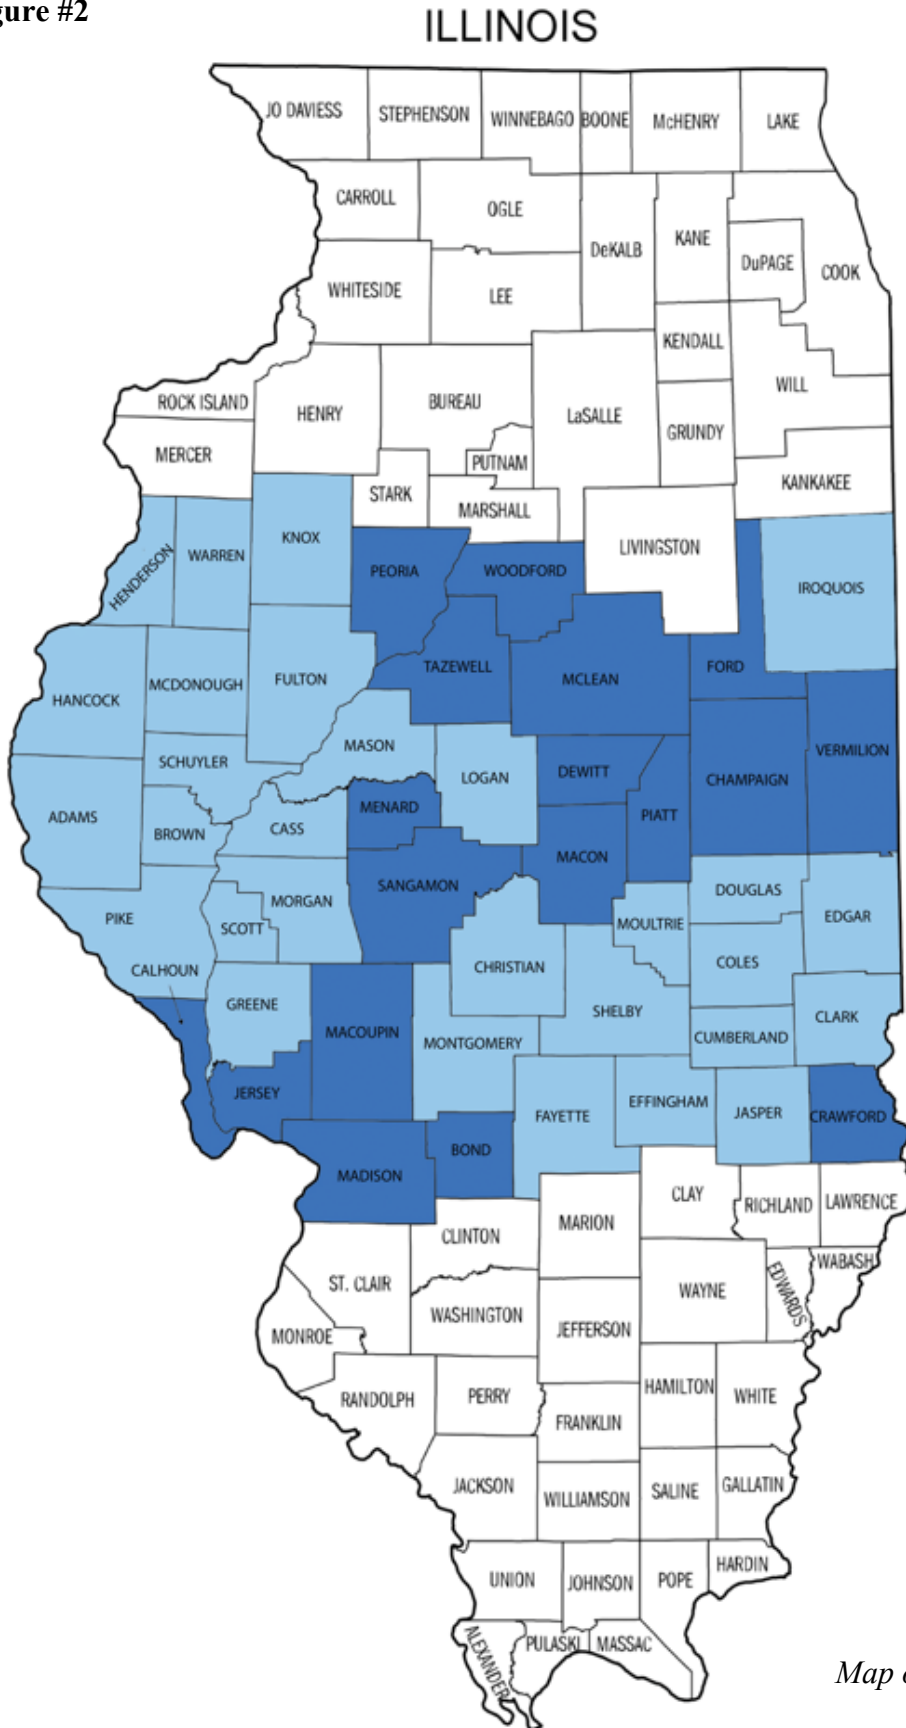 gure #2
ILLINOIS
JO DAVIESS
STEPHENSON
WINNEBAGO
BOONE
McHENRY
LAKE
CARROLL
OGLE
DeKALB
KANE
DuPAGE
COOK
WHITESIDE
LEE
KENDALL
WILL
ROCK ISLAND
HENRY
BUREAU
LaSALLE
GRUNDY
MERCER
PUTNAM
KANKAKEE
STARK
MARSHALL
LIVINGSTON
HENDERSON
WARREN
KNOX
PEORIA
WOODFORD
IROQUOIS
HANCOCK
MCDONOUGH
FULTON
TAZEWELL
MCLEAN
FORD
SCHUYLER
MASON
LOGAN
DEWITT
CHAMPAIGN
VERMILION
ADAMS
BROWN
CASS
MENARD
MACON
PIATT
PIKE
SCOTT
MORGAN
SANGAMON
MOULTRIE
DOUGLAS
EDGAR
CALHOUN
CHRISTIAN
COLES
GREENE
MACOUPIN
MONTGOMERY
SHELBY
CUMBERLAND
CLARK
JERSEY
FAYETTE
EFFINGHAM
JASPER
CRAWFORD
MADISON
BOND
CLAY
RICHLAND
LAWRENCE
CLINTON
MARION
WABASH
ST. CLAIR
WASHINGTON
WAYNE
EDWARDS
MONROE
JEFFERSON
RANDOLPH
PERRY
HAMILTON
WHITE
FRANKLIN
JACKSON
WILLIAMSON
SALINE
GALLATIN
UNION
JOHNSON
POPE
HARDIN
ALEXANDER
PULASKI
MASSAC
Map